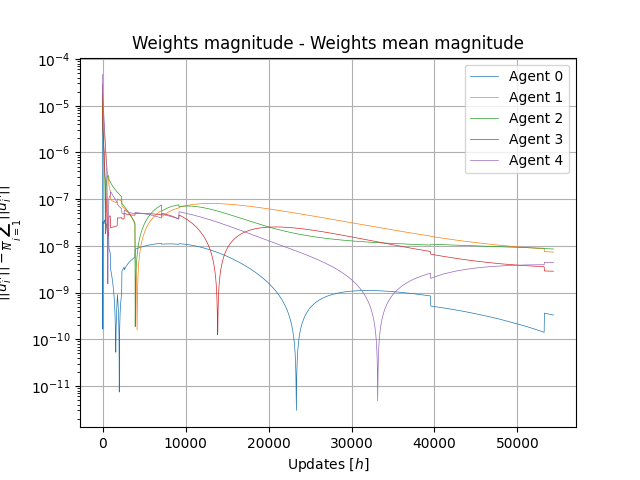 Weights magnitude - Weights mean magnitude
10⁻⁴
10⁻⁵
10⁻⁶
10⁻⁷
10⁻⁸
10⁻⁹
10⁻¹⁰
10⁻¹¹
Agent 0
Agent 1
Agent 2
Agent 3
Agent 4
0 10000 20000 30000 40000 50000
Updates [h]